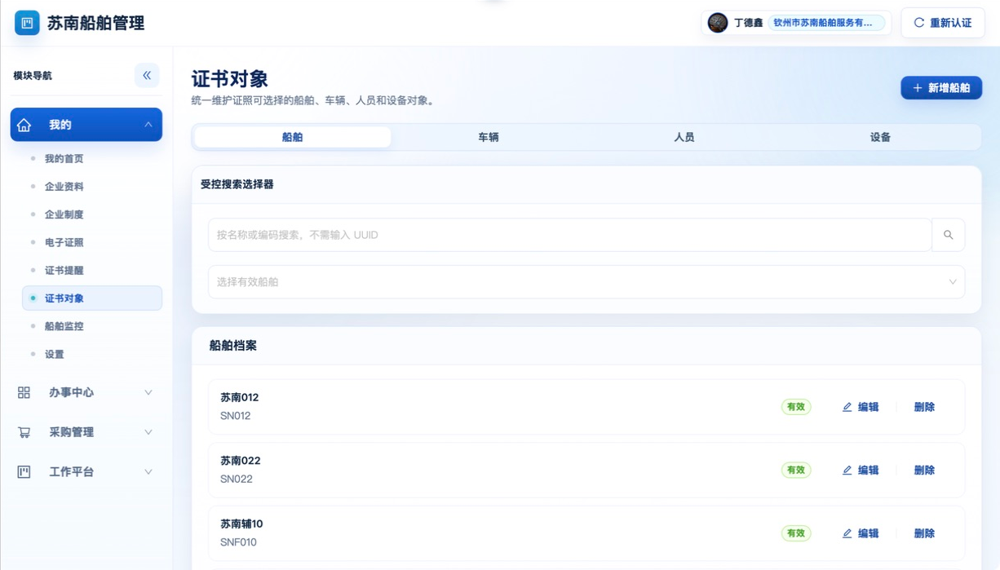 苏南船舶管理
丁德鑫 钦州市苏南船舶服务有... 重新认证
模块导航
我的
我的首页
企业资料
企业制度
电子证照
证书提醒
证书对象
船舶监控
设置
办事中心
采购管理
工作平台
证书对象
统一维护证照可选择的船舶、车辆、人员和设备对象。
新增船舶
船舶 车辆 人员 设备
受控搜索选择器
按名称或编码搜索，不需输入 UUID
选择有效船舶
船舶档案
苏南012
SN012
有效 编辑 删除
苏南022
SN022
有效 编辑 删除
苏南辅10
SNF010
有效 编辑 删除